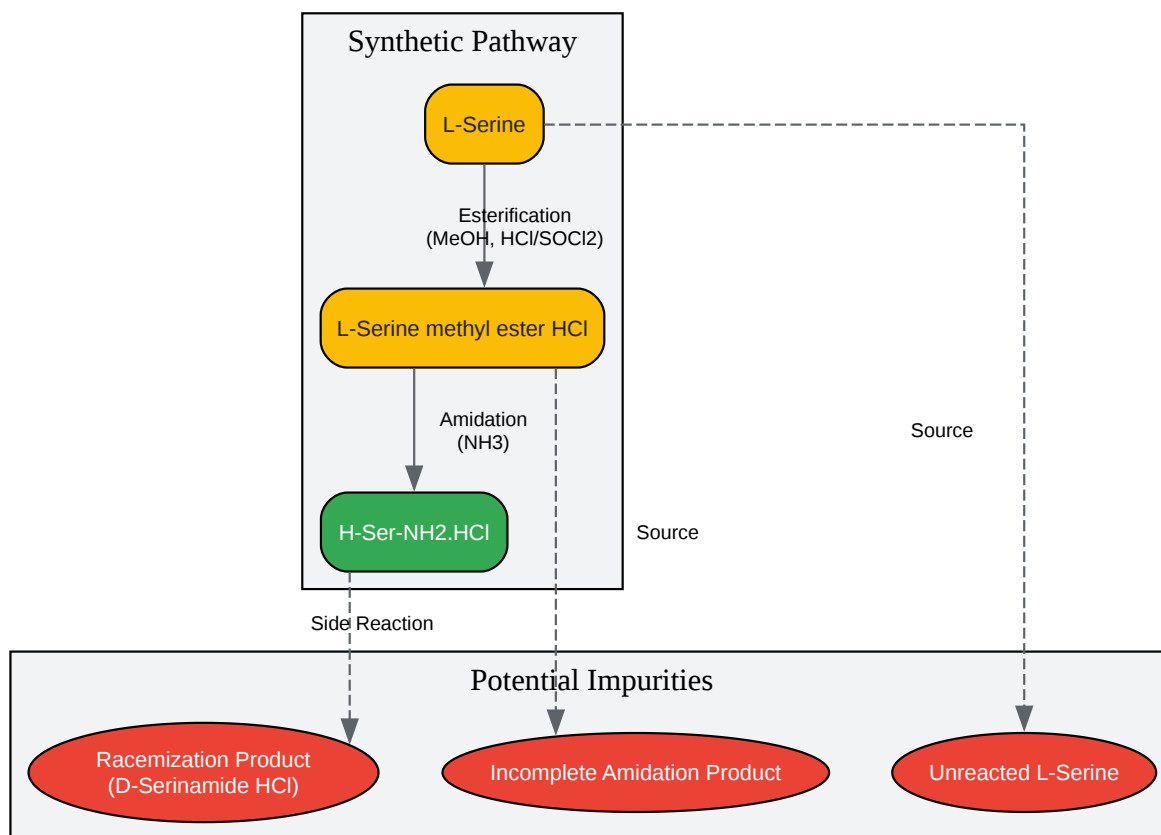 Synthetic Pathway
L-Serine
Esterification
(MeOH, HCl/SOCl2)
L-Serine methyl ester HCl
Amidation
(NH3)
Source
H-Ser-NH2.HCl
Source
Side Reaction
Potential Impurities
Racemization Product
(D-Serinamide HCl)
Incomplete Amidation Product
Unreacted L-Serine